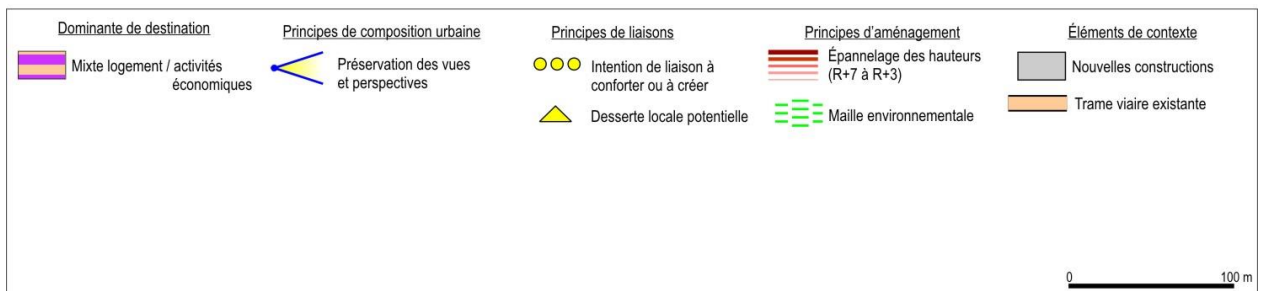 Dominante de destination
Mixte logement / activités
économiques
Principes de composition urbaine
Préservation des vues
et perspectives
Principes de liaisons
Intention de liaison à
conforter ou à créer
Desserte locale potentielle
Principes d'aménagement
Épannelage des hauteurs
(R+7 à R+3)
Maille environnementale
Éléments de contexte
Nouvelles constructions
Trame viaire existante
0 100 m